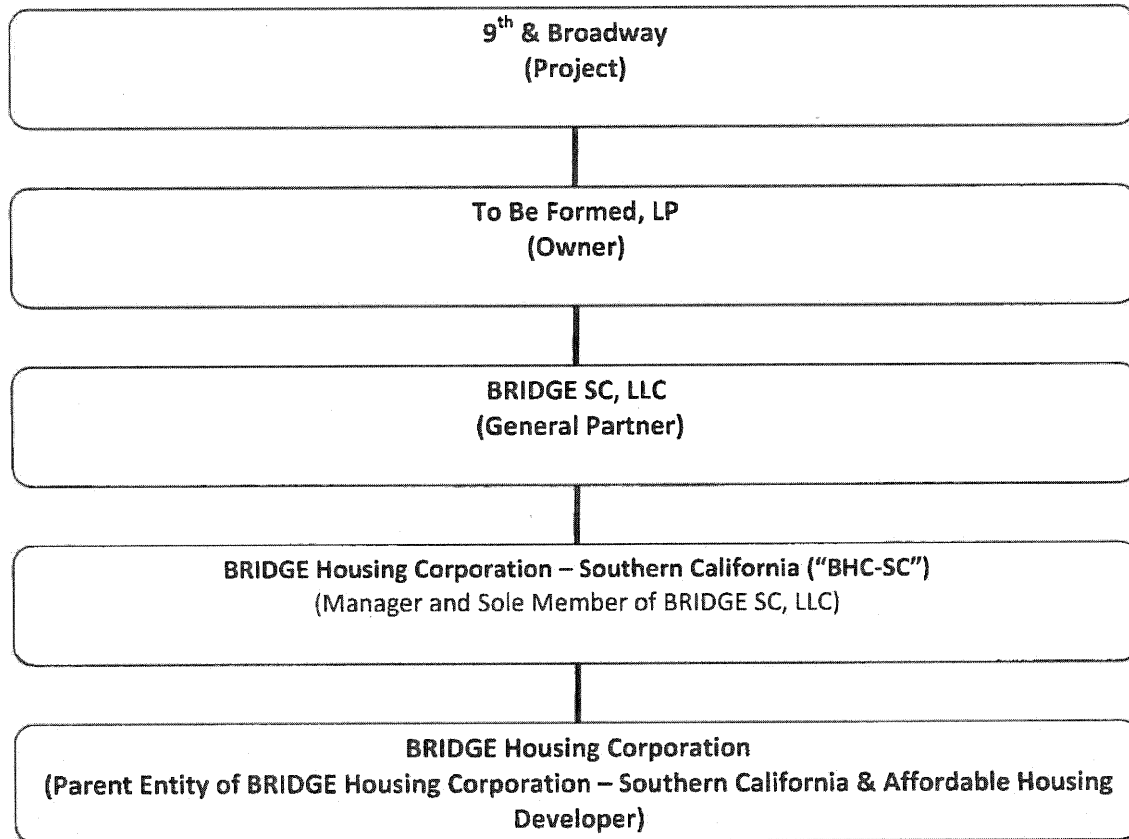 9th & Broadway
(Project)
To Be Formed, LP
(Owner)
BRIDGE SC, LLC
(General Partner)
BRIDGE Housing Corporation – Southern California (“BHC-SC”)
(Manager and Sole Member of BRIDGE SC, LLC)
BRIDGE Housing Corporation
(Parent Entity of BRIDGE Housing Corporation – Southern California & Affordable Housing
Developer)